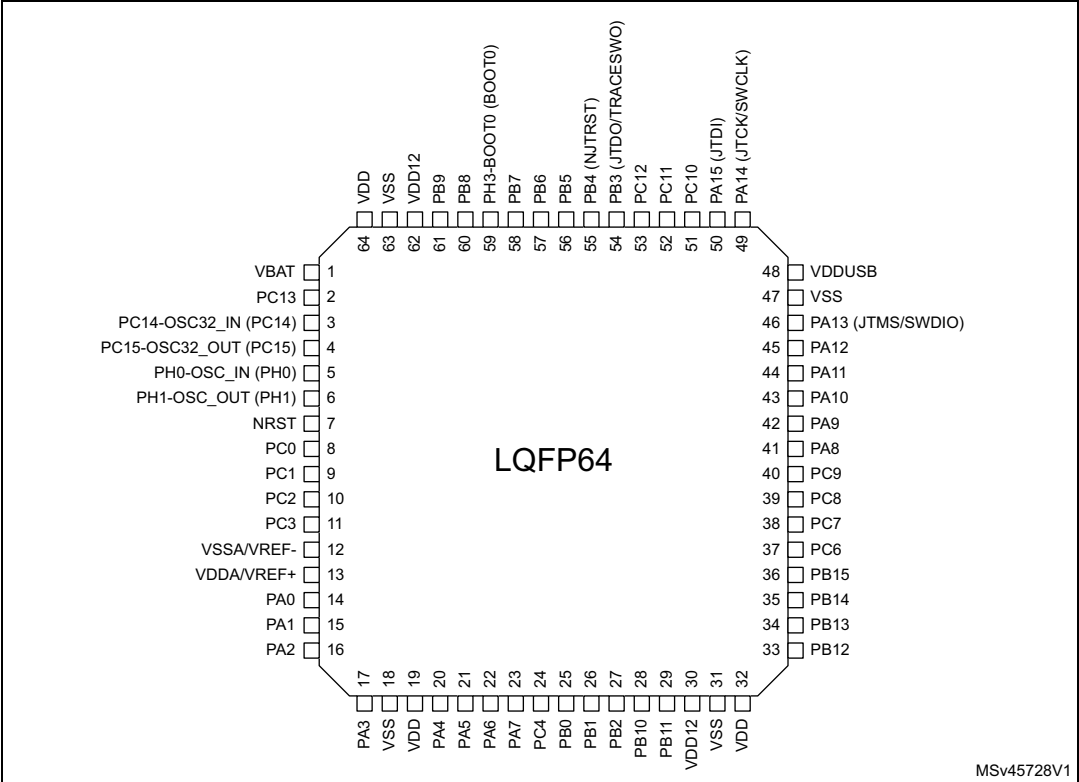 VDD
VSS
VDD12
PB9
PB8
PH3-BOOT0 (BOOT0)
PB7
PB6
PB5
PB4 (NJTRST)
PB3 (JTDO/TRACESWO)
PC12
PC11
PC10
PA15 (JTDI)
PA14 (JTCK/SWCLK)
64
63
62
61
60
59
58
57
56
55
54
53
52
51
50
49
VBAT 1
PC13 2
PC14-OSC32_IN (PC14) 3
PC15-OSC32_OUT (PC15) 4
PH0-OSC_IN (PH0) 5
PH1-OSC_OUT (PH1) 6
NRST 7
PC0 8
PC1 9
PC2 10
PC3 11
VSSA/VREF- 12
VDDA/VREF+ 13
PA0 14
PA1 15
PA2 16
LQFP64
48 VDDUSB
47 VSS
46 PA13 (JTMS/SWDIO)
45 PA12
44 PA11
43 PA10
42 PA9
41 PA8
40 PC9
39 PC8
38 PC7
37 PC6
36 PB15
35 PB14
34 PB13
33 PB12
17
18
19
20
21
22
23
24
25
26
27
28
29
30
31
32
PA3
VSS
VDD
PA4
PA5
PA6
PA7
PC4
PB0
PB1
PB2
PB10
PB11
VDD12
VSS
VDD
MSv45728V1